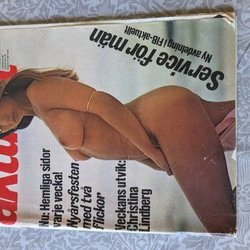 aktu
Service för män
Ny avdelning i FIB-aktuellt
Nu: Hemliga sidor
varje vecka!
Nyårsfesten
med två
flickor
Veckans utvik:
Christina
Lindberg